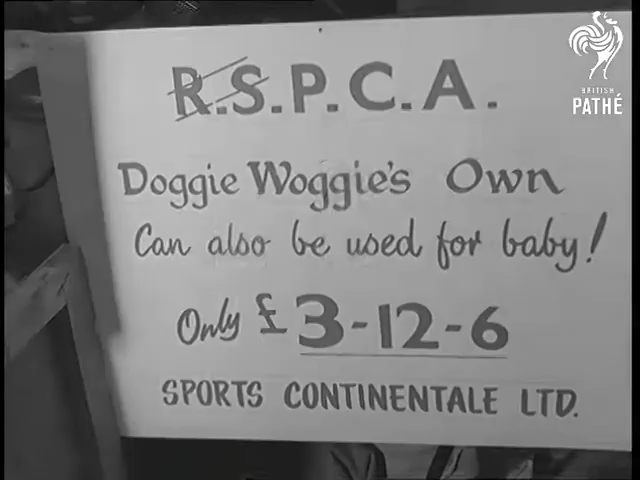 R.S.P.C.A.
Doggie Woggie's Own
Can also be used for baby!
Only £3-12-6
SPORTS CONTINENTALE LTD.
BRITISH
PATHÉ